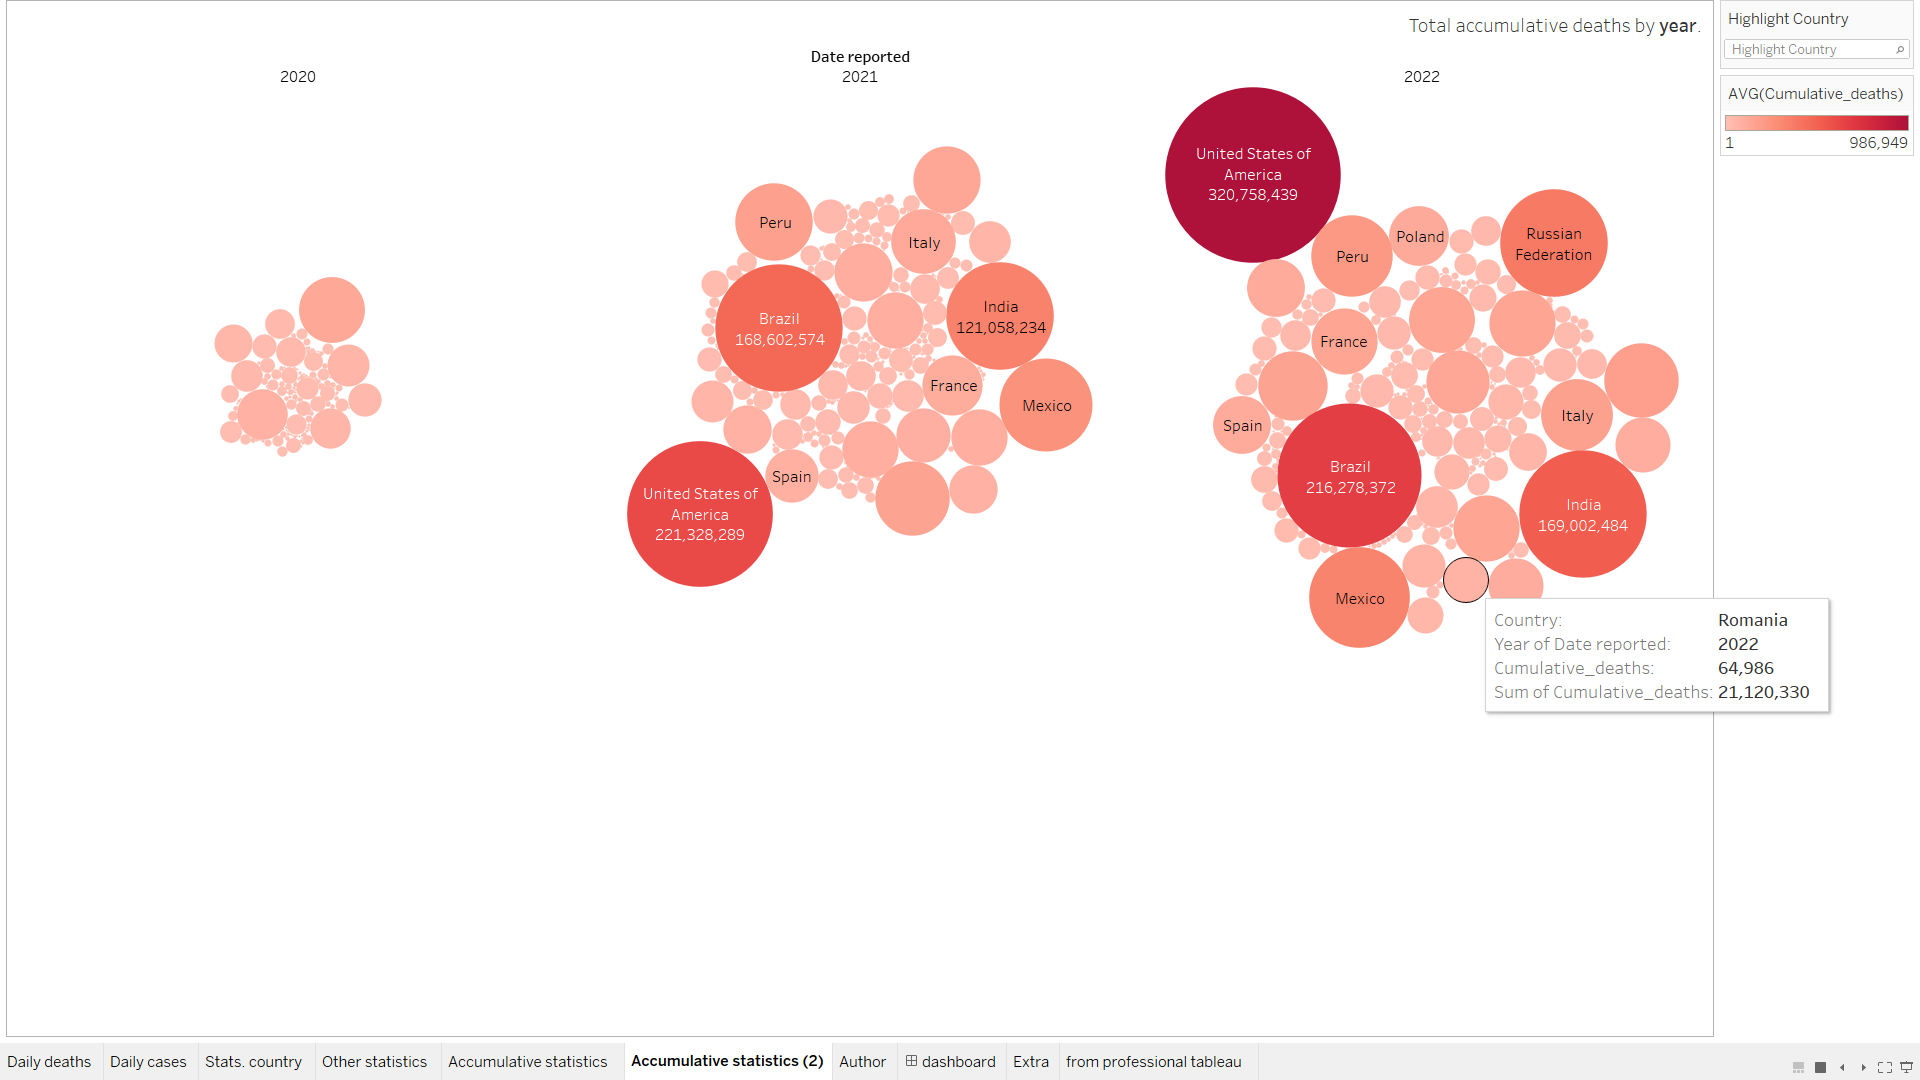 Total accumulative deaths by year.
Date reported
2020
2021
2022
United States of
America
320,758,439
Peru
Poland
Russian
Federation
France
Spain
Italy
Brazil
216,278,372
India
169,002,484
Mexico
Peru
Italy
Brazil
168,602,574
India
121,058,234
France
Mexico
Spain
United States of
America
221,328,289
Country: Romania
Year of Date reported: 2022
Cumulative_deaths: 64,986
Sum of Cumulative_deaths: 21,120,330
Highlight Country
Highlight Country
AVG(Cumulative_deaths)
1 986,949
Daily deaths Daily cases Stats. country Other statistics Accumulative statistics Accumulative statistics (2) Author dashboard Extra from professional tableau